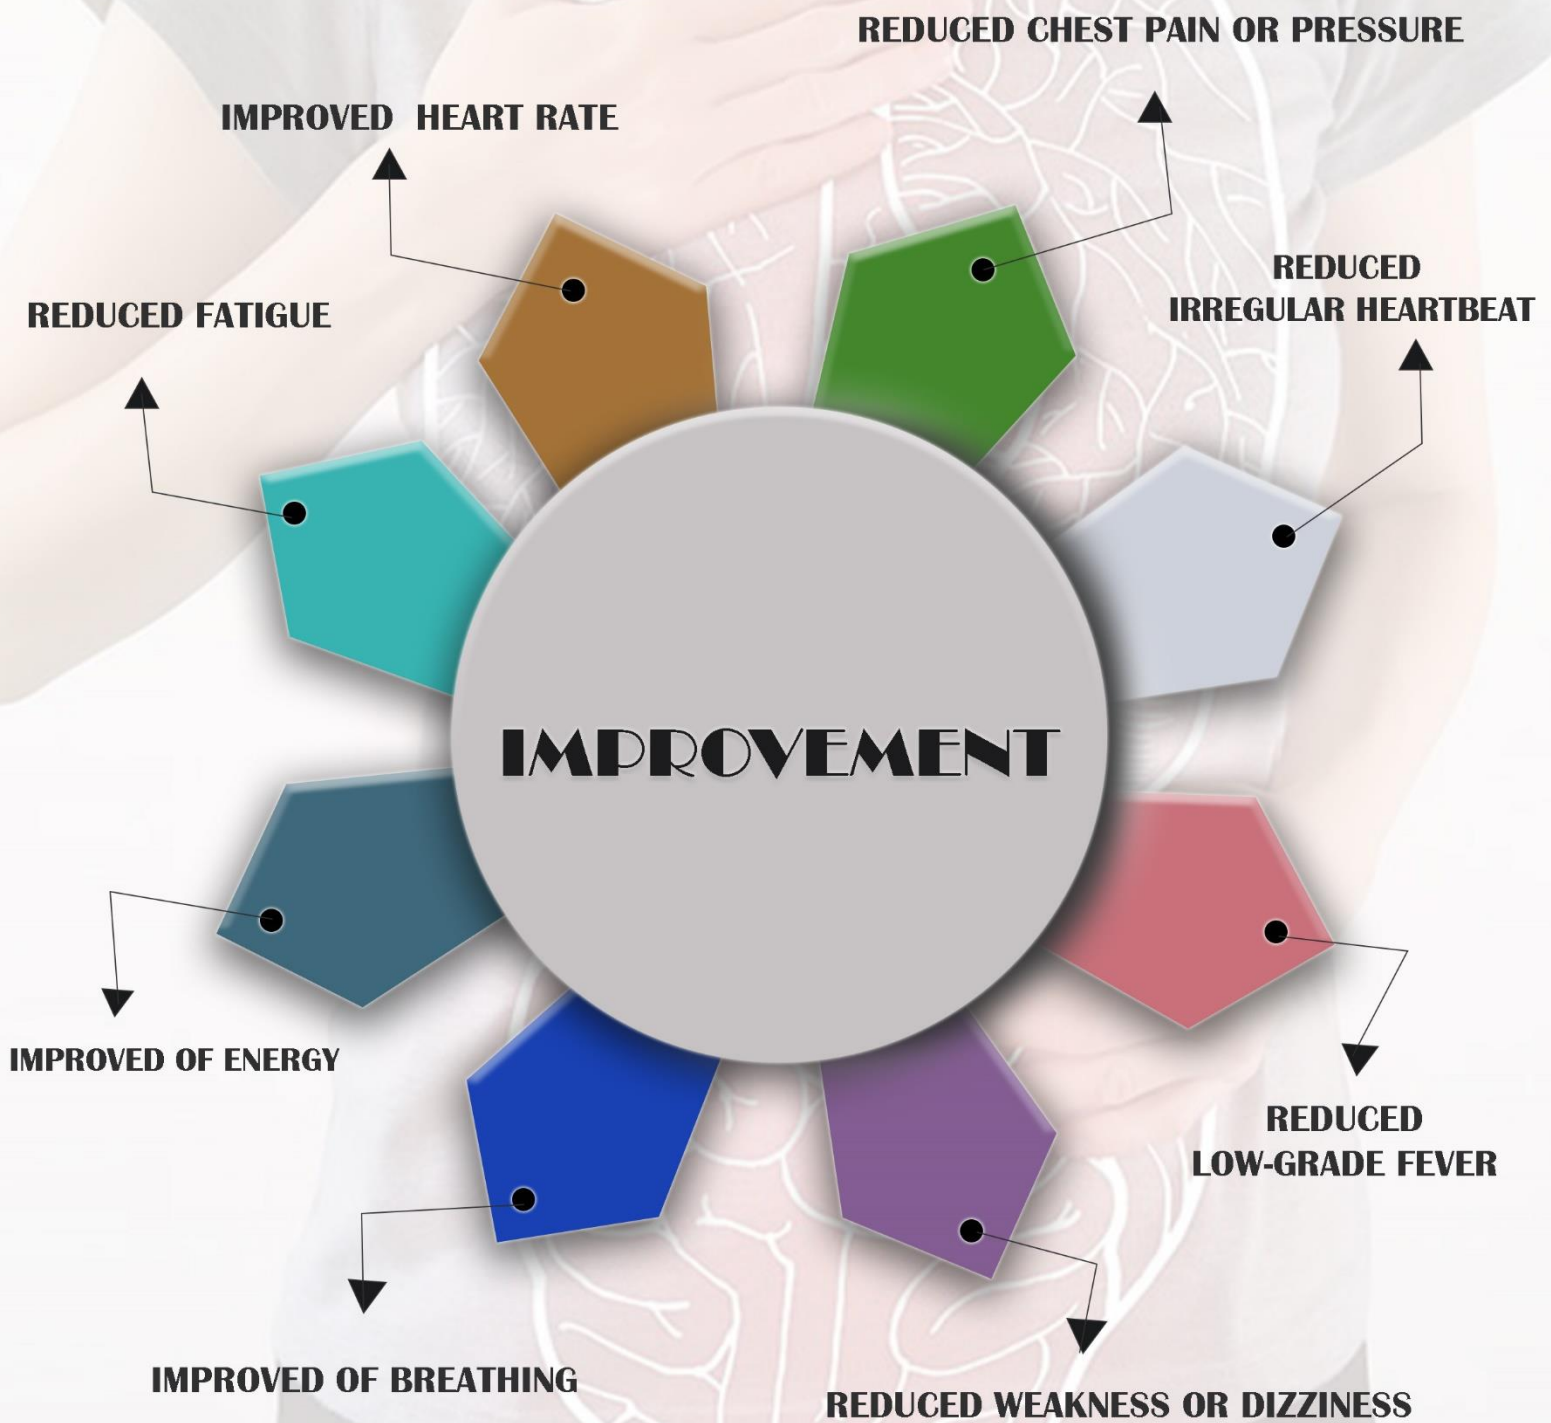 REDUCED CHEST PAIN OR PRESSURE
IMPROVED HEART RATE
REDUCED
IRREGULAR HEARTBEAT
REDUCED FATIGUE
IMPROVEMENT
IMPROVED OF ENERGY
REDUCED
LOW-GRADE FEVER
IMPROVED OF BREATHING
REDUCED WEAKNESS OR DIZZINESS